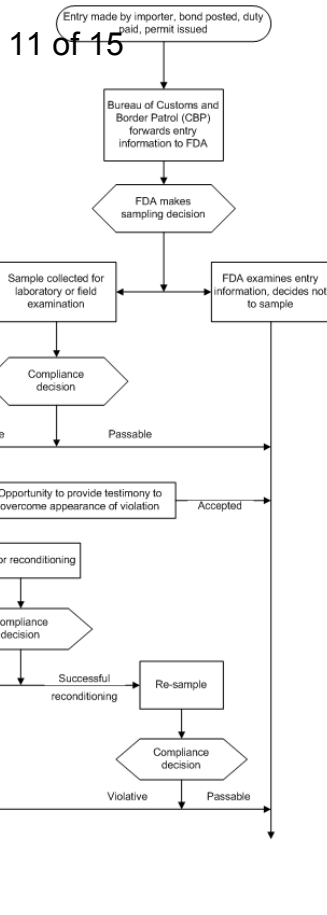 Entry made by importer, bond posted, duty
paid, permit issued
11 of 15
Bureau of Customs and
Border Patrol (CBP)
forwards entry
information to FDA
FDA makes
sampling decision
Sample collected for
laboratory or field
examination
FDA examines entry
information, decides not
to sample
Compliance
decision
e
Passable
Opportunity to provide testimony to
overcome appearance of violation
Accepted
or reconditioning
ompliance
decision
Successful
reconditioning
Re-sample
Compliance
decision
Violative
Passable